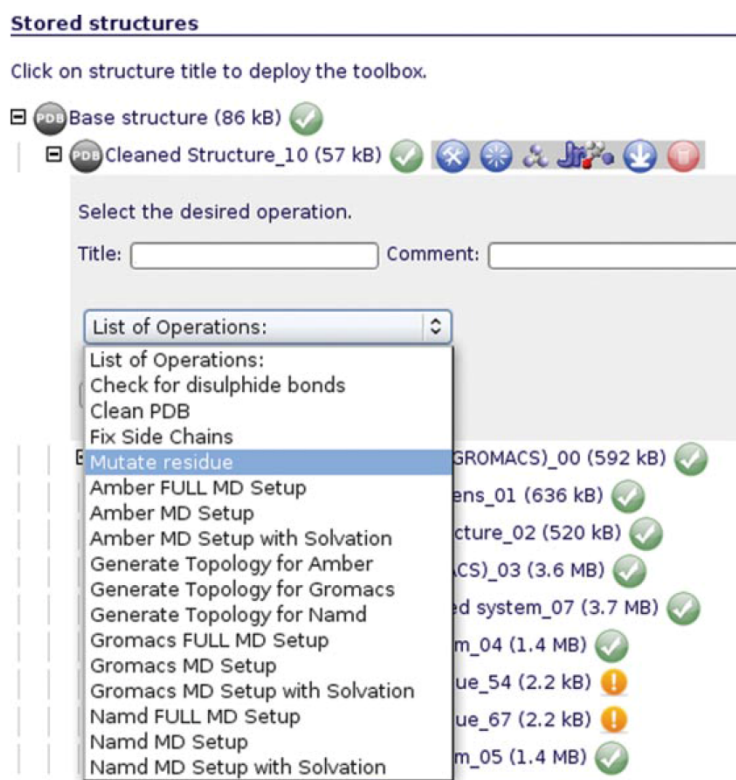 Stored structures
Click on structure title to deploy the toolbox.
PDB Base structure (86 kB)
PDB Cleaned Structure_10 (57 kB)
Select the desired operation.
Title: Comment:
List of Operations:
List of Operations:
Check for disulphide bonds
Clean PDB
Fix Side Chains
Mutate residue GROMACS)_00 (592 kB)
Amber FULL MD Setup ens_01 (636 kB)
Amber MD Setup
Amber MD Setup with Solvation cture_02 (520 kB)
Generate Topology for Amber CS)_03 (3.6 MB)
Generate Topology for Gromacs
Generate Topology for Namd ed system_07 (3.7 MB)
Gromacs FULL MD Setup m_04 (1.4 MB)
Gromacs MD Setup
Gromacs MD Setup with Solvation ue_54 (2.2 kB)
Namd FULL MD Setup ue_67 (2.2 kB)
Namd MD Setup
Namd MD Setup with Solvation m_05 (1.4 MB)